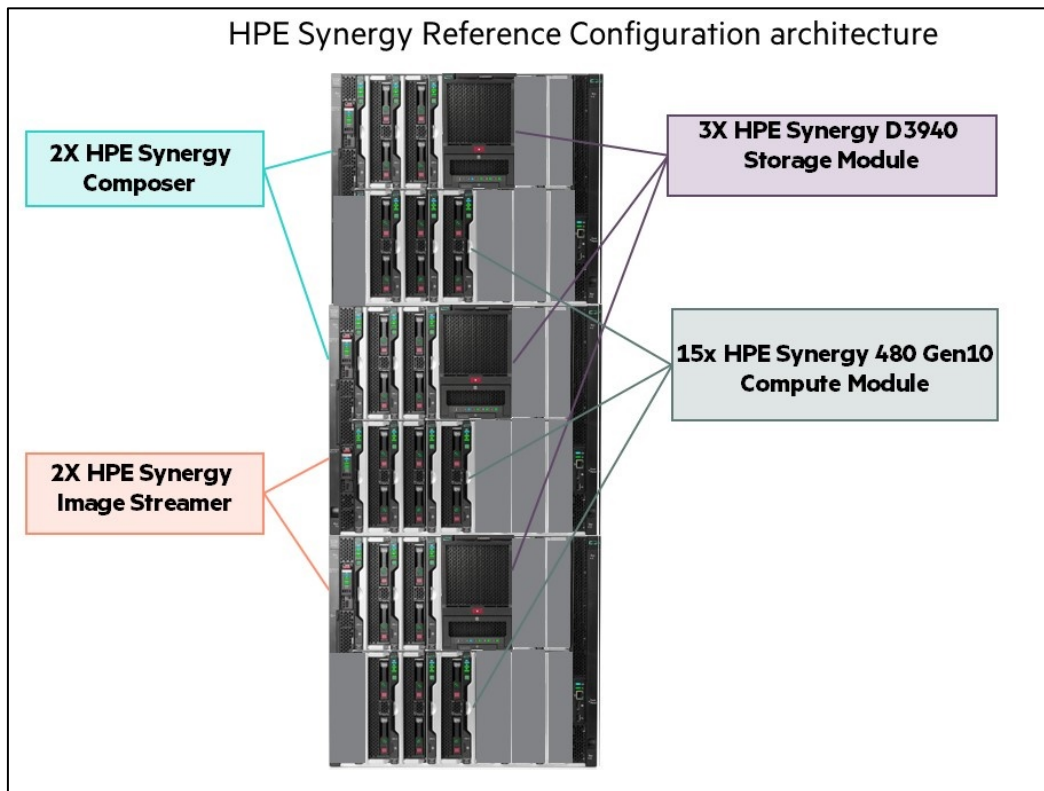 HPE Synergy Reference Configuration architecture
2X HPE Synergy
Composer
3X HPE Synergy D3940
Storage Module
15x HPE Synergy 480 Gen10
Compute Module
2X HPE Synergy
Image Streamer